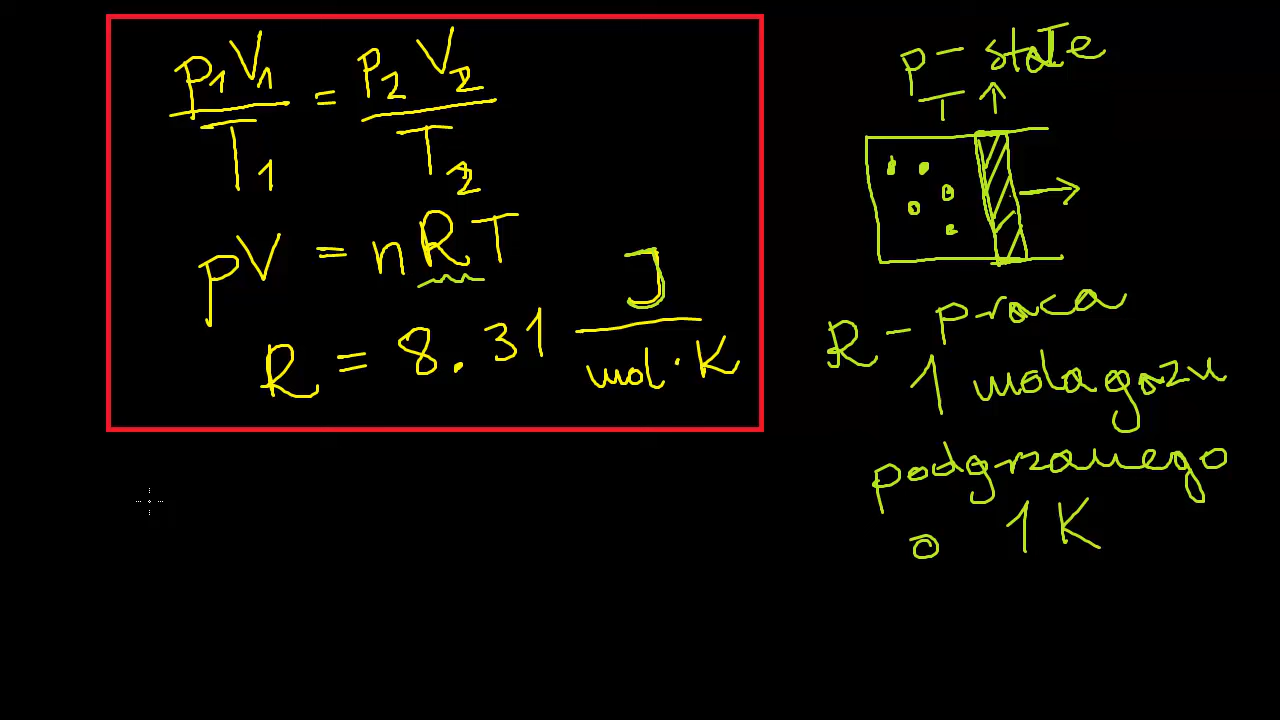 p₁V₁/T₁ = p₂V₂/T₂
pV = nRT
R = 8.31 J/mol·K
p – stałe
T
R – praca
1 mola gazu
podgrzanego
o 1 K